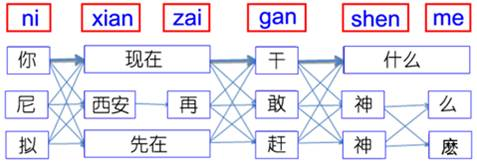 ni xian zai gan shen me
你 现在 干 什么
尼 西安 再 敢 神 么
拟 先在 赶 神 麽